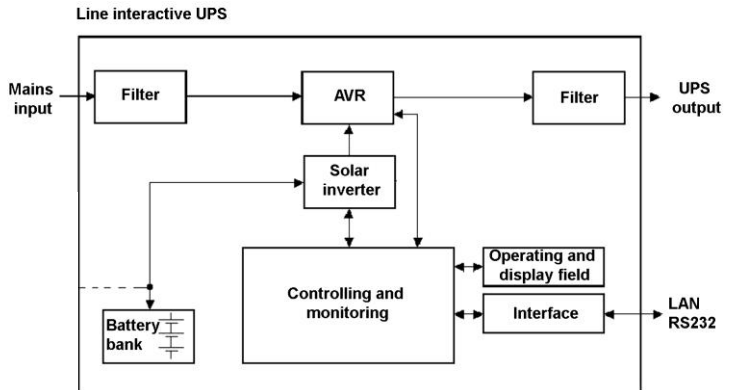 Line interactive UPS
Mains
input
Filter
AVR
Filter
UPS
output
Solar
inverter
Controlling and
monitoring
Operating and
display field
Interface
LAN
RS232
Battery
bank